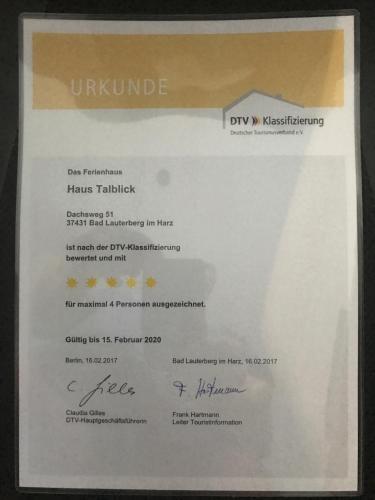 URKUNDE
DTV Klassifizierung
Deutscher Tourismusverband e.V.
Das Ferienhaus
Haus Talblick
Dachsweg 51
37431 Bad Lauterberg im Harz
ist nach der DTV-Klassifizierung
bewertet und mit
für maximal 4 Personen ausgezeichnet.
Gültig bis 15. Februar 2020
Berlin, 16.02.2017
Bad Lauterberg im Harz, 16.02.2017
C. Gilles
F. Hartmann
Claudia Gilles
DTV-Hauptgeschäftsführerin
Frank Hartmann
Leiter Touristinformation